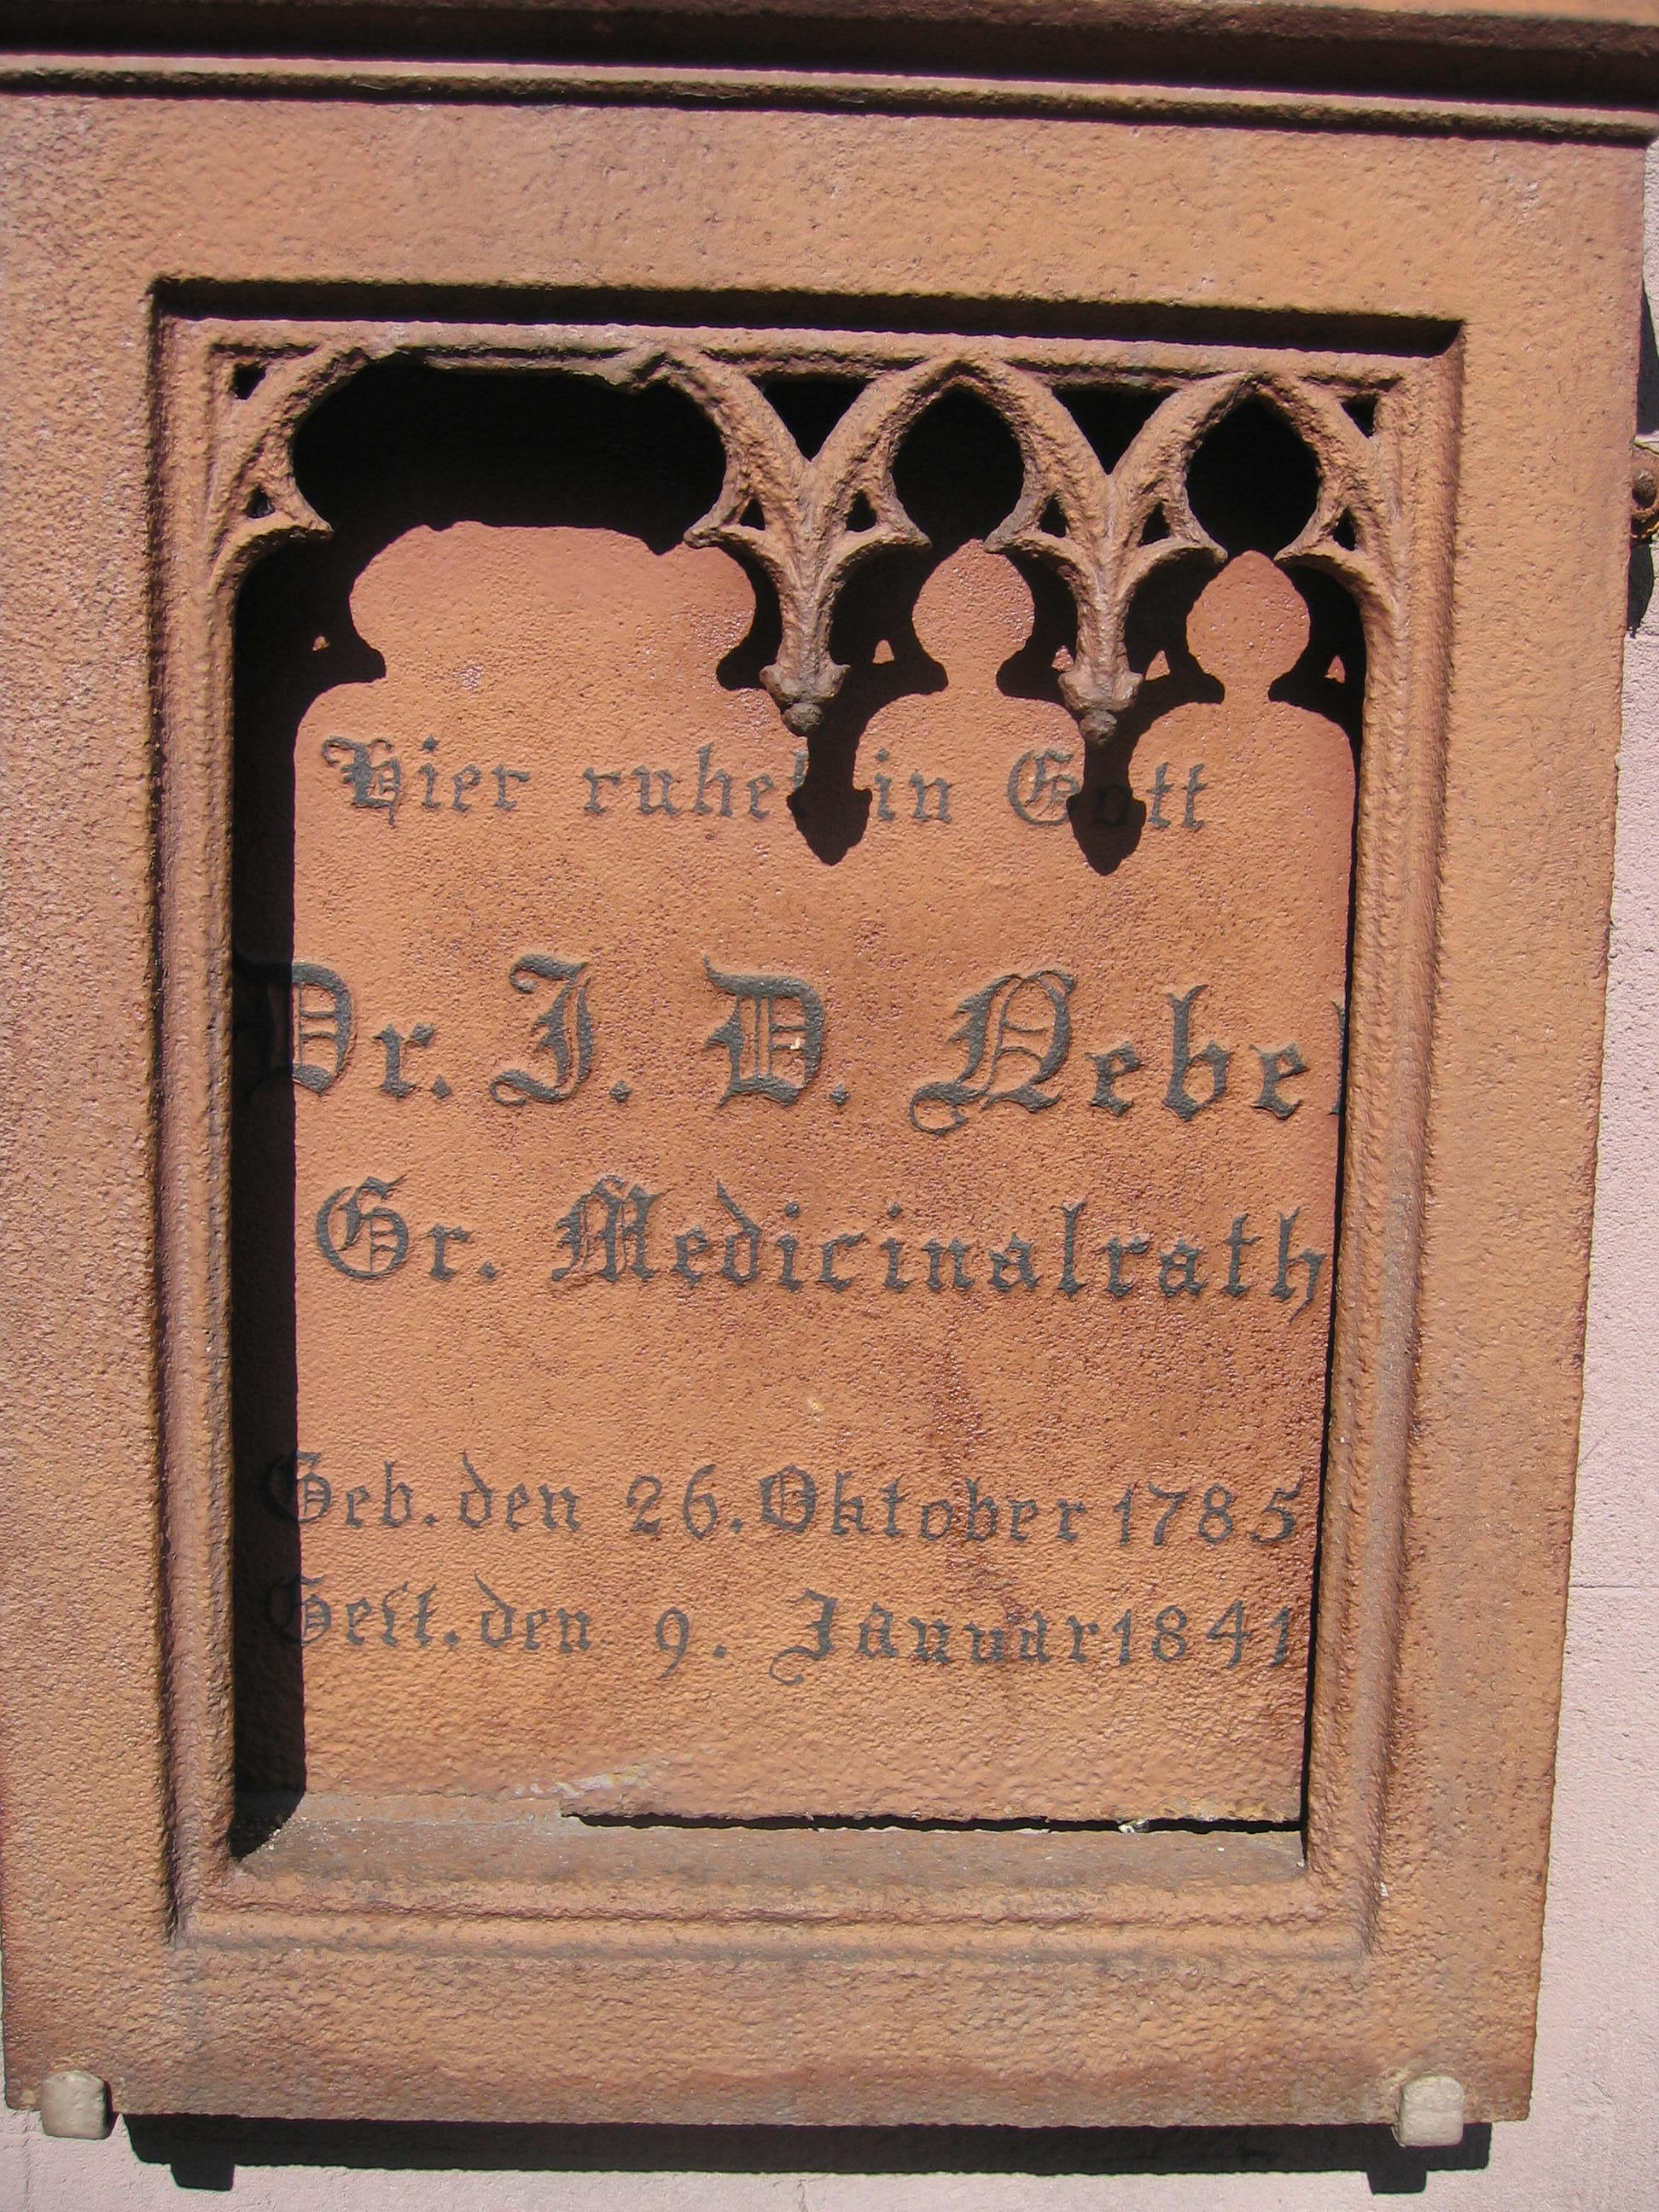 Hier ruhet in Gott
Dr. J. D. Nebel
Gr. Medicinalrath
Geb. den 26. Oktober 1785
Gest. den 9. Januar 1841